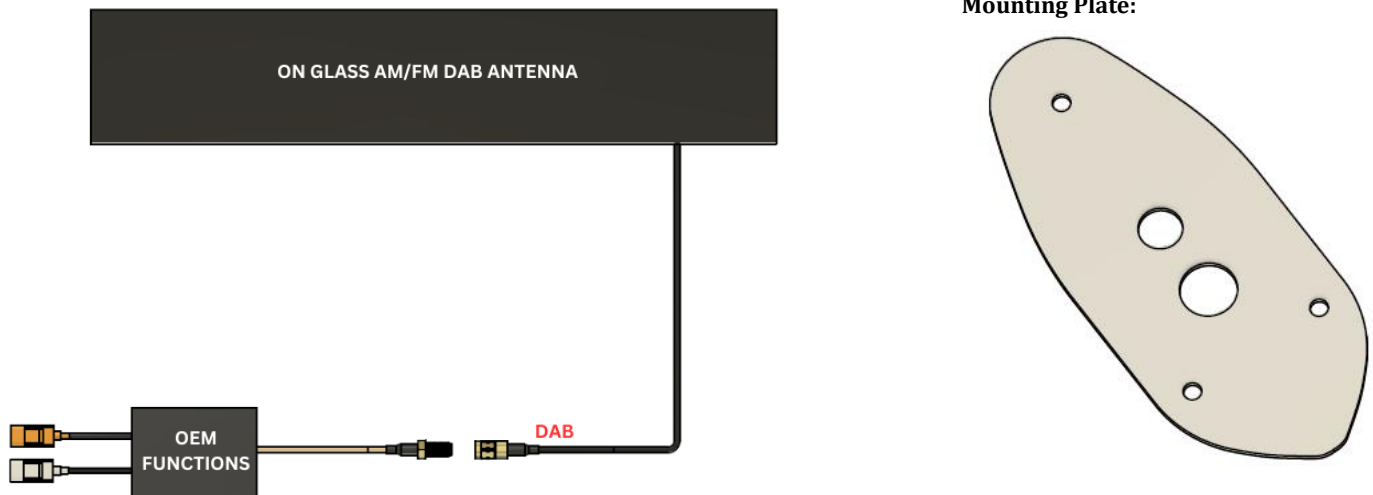 Mounting Plate:
ON GLASS AM/FM DAB ANTENNA
DAB
OEM
FUNCTIONS